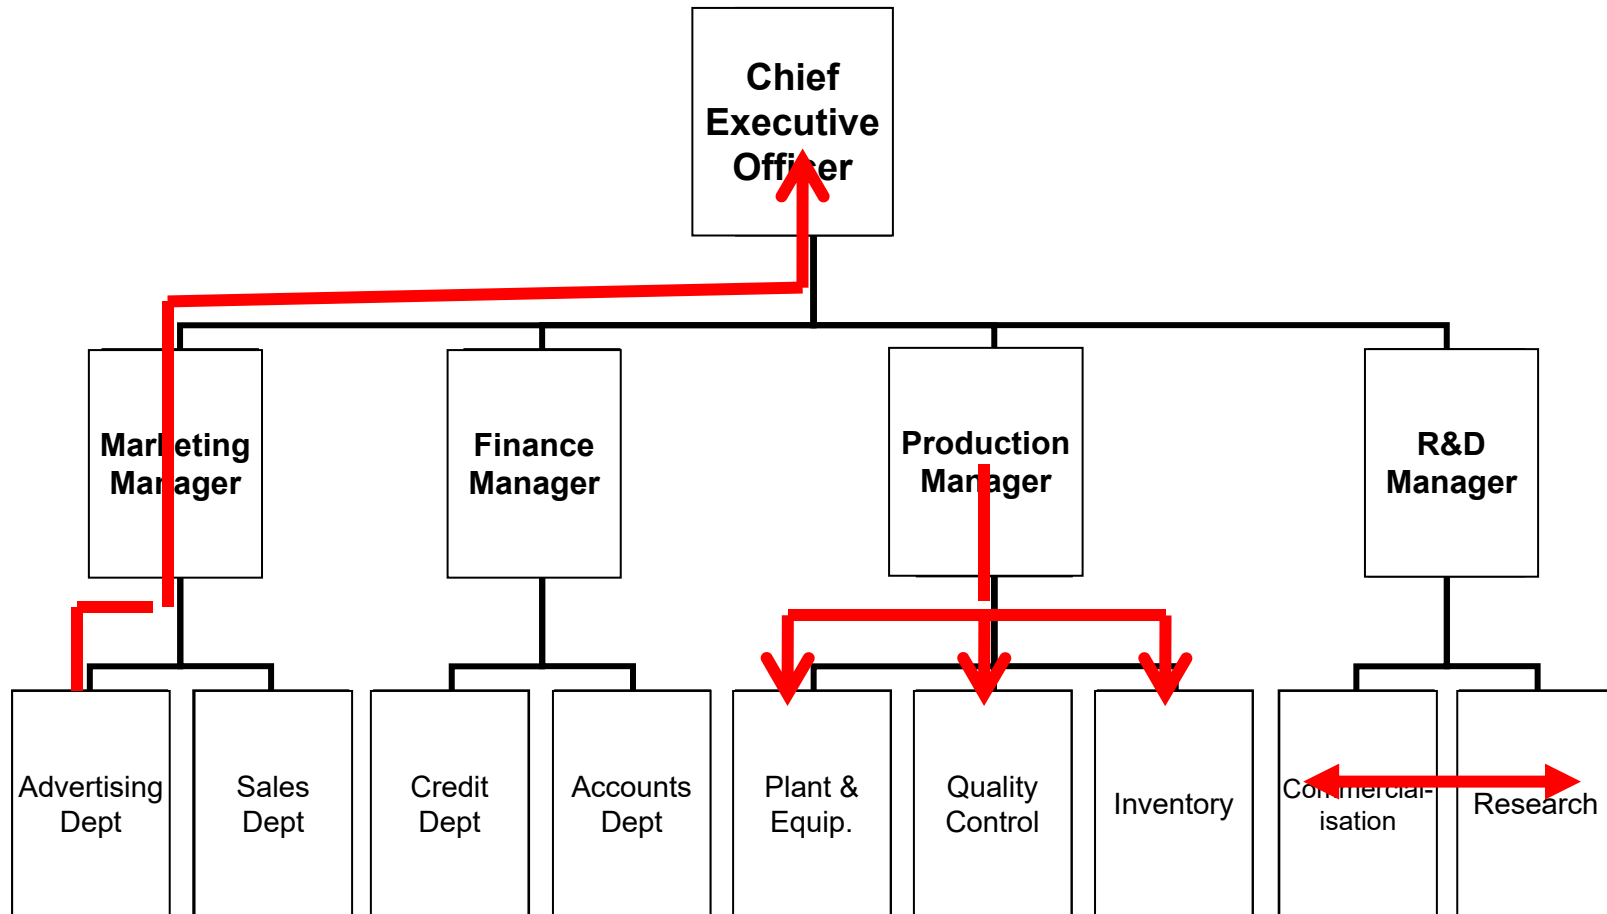 Chief
Executive
Officer
Marketing
Manager
Finance
Manager
Production
Manager
R&D
Manager
Advertising
Dept
Sales
Dept
Credit
Dept
Accounts
Dept
Plant &
Equip.
Quality
Control
Inventory
Commercial-
isation
Research